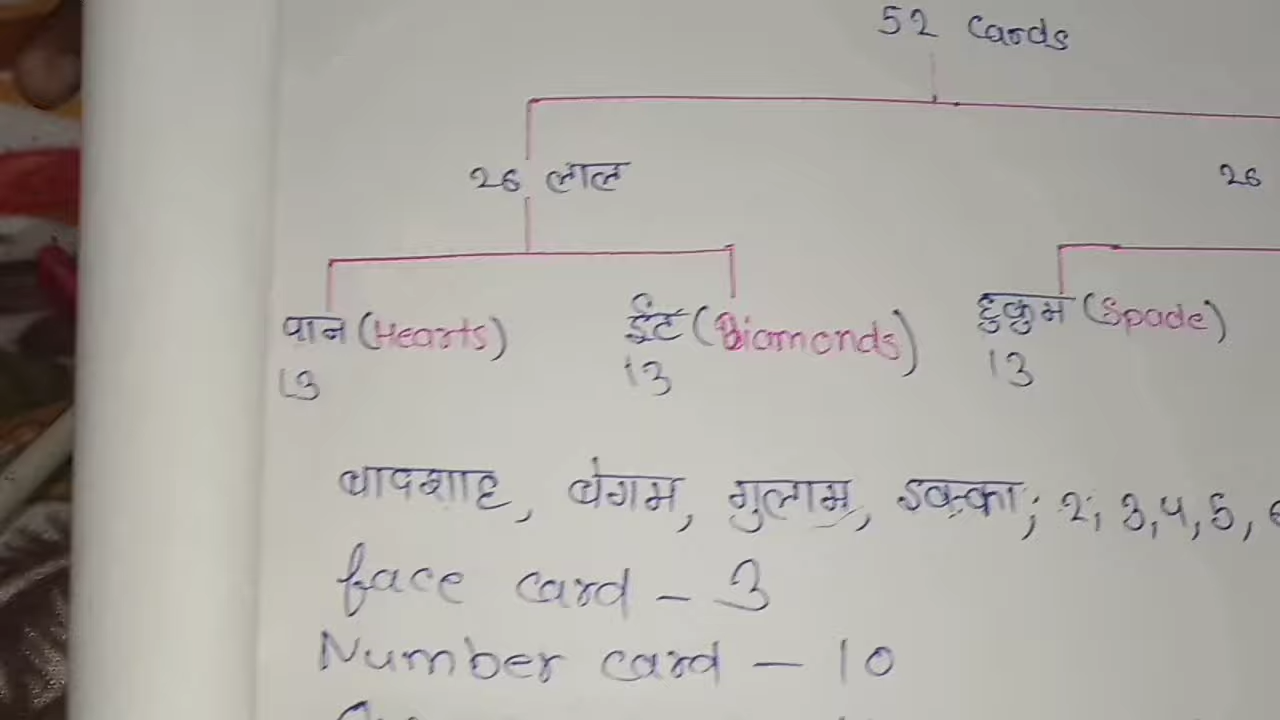 52 Cards
26 लाल
26
पान (Hearts)
ईंट (Diamonds)
हुकुम (Spade)
13
13
13
बादशाह, बेगम, गुलाम, इक्का, 2, 3, 4, 5,
face card - 3
Number card - 10